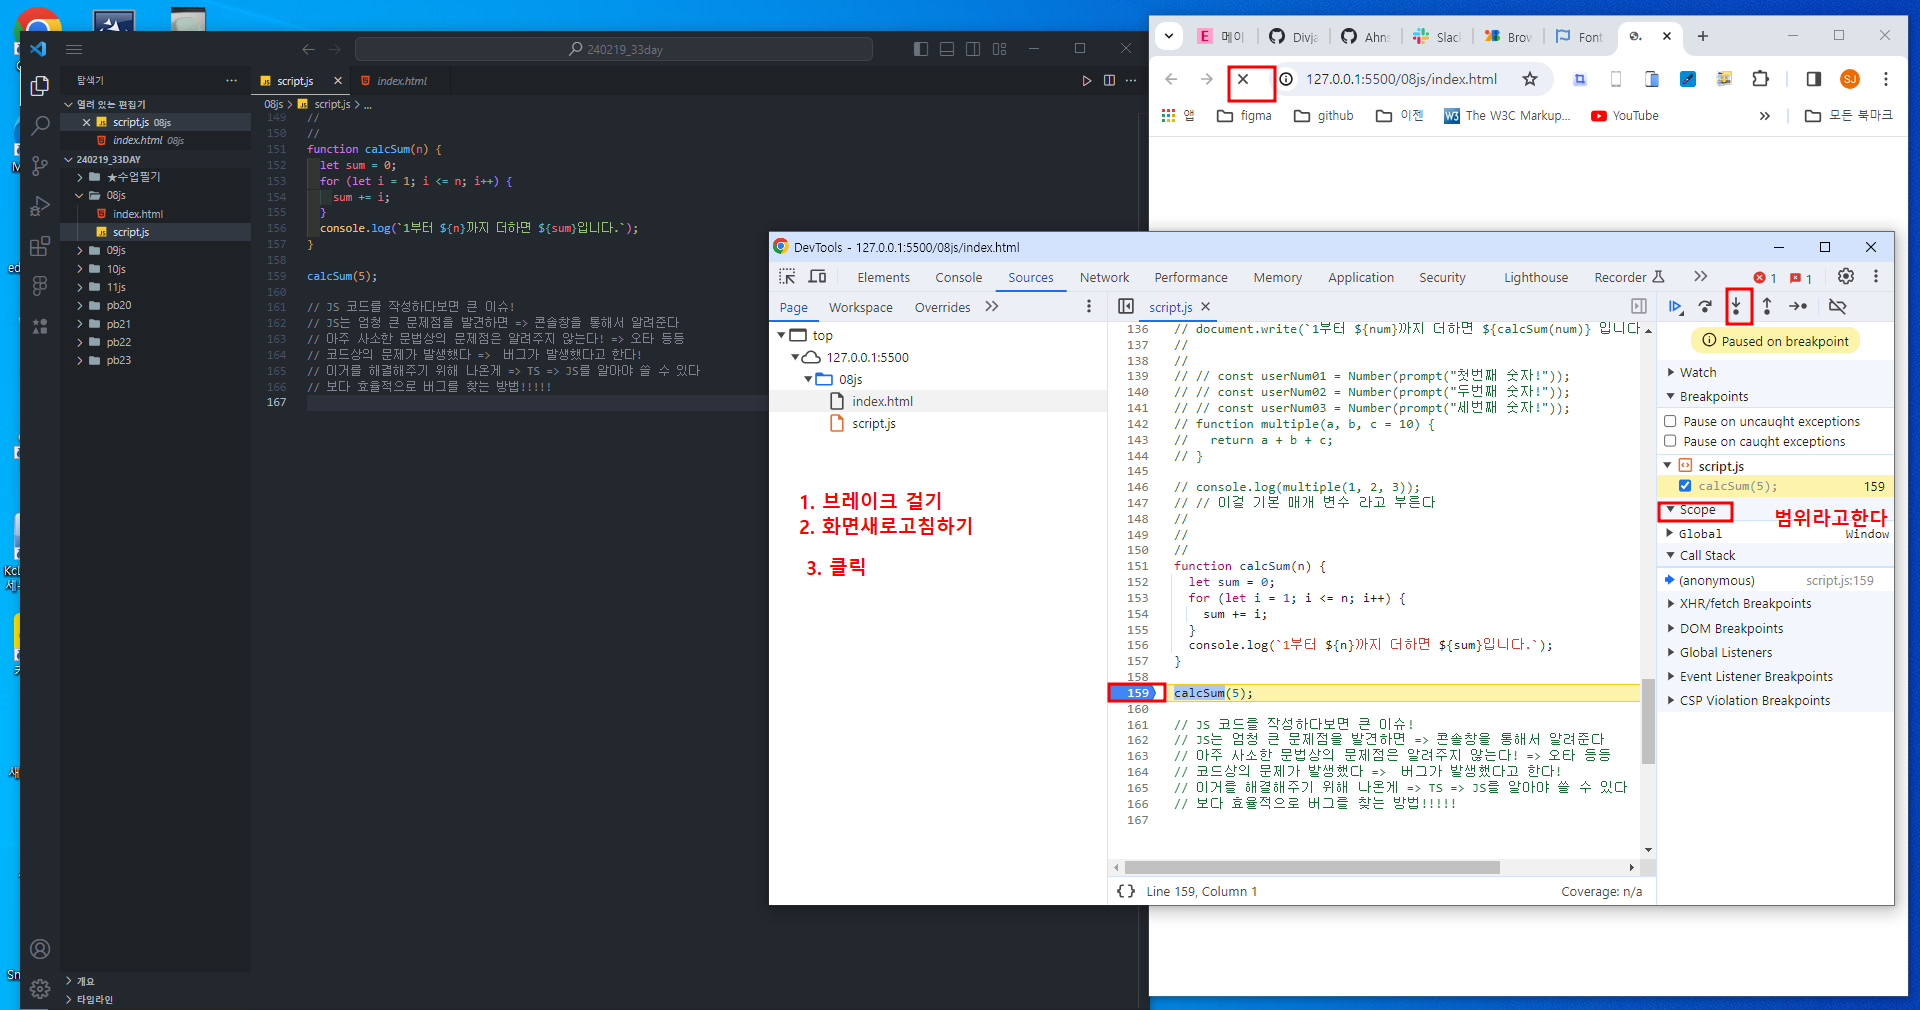 240219_33day
탐색기
열려 있는 편집기
script.js 08js
index.html 08js
240219_33DAY
★수업필기
08js
index.html
script.js
09js
10js
11js
pb20
pb21
pb22
pb23
개요
타임라인
script.js
index.html
08js > script.js > ...
149 //
150 //
151 function calcSum(n) {
152 let sum = 0;
153 for (let i = 1; i <= n; i++) {
154 sum += i;
155 }
156 console.log(`1부터 ${n}까지 더하면 ${sum}입니다.`);
157 }
158
159 calcSum(5);
160
161 // JS 코드를 작성하다보면 큰 이슈!
162 // JS는 엄청 큰 문제점을 발견하면 => 콘솔창을 통해서 알려준다
163 // 아주 사소한 문법상의 문제점은 알려주지 않는다! => 오타 등등
164 // 코드상의 문제가 발생했다 => 버그가 발생했다고 한다!
165 // 이거를 해결해주기 위해 나온게 => TS => JS를 알아야 쓸 수 있다
166 // 보다 효율적으로 버그를 찾는 방법!!!!!
167
E 메이
Divja
Ahn
Slac
Brow
Font
127.0.0.1:5500/08js/index.html
SJ
앱
figma
github
이젠
W3 The W3C Markup...
YouTube
모든 북마크
DevTools - 127.0.0.1:5500/08js/index.html
Elements Console Sources Network Performance Memory Application Security Lighthouse Recorder
1 1
Page Workspace Overrides
script.js
top
127.0.0.1:5500
08js
index.html
script.js
1. 브레이크 걸기
2. 화면새로고침하기
3. 클릭
136 // document.write(`1부터 ${num}까지 더하면 ${calcSum(num)} 입니다
137 //
138 //
139 // // const userNum01 = Number(prompt("첫번째 숫자!"));
140 // // const userNum02 = Number(prompt("두번째 숫자!"));
141 // // const userNum03 = Number(prompt("세번째 숫자!"));
142 // function multiple(a, b, c = 10) {
143 // return a + b + c;
144 // }
145
146 // console.log(multiple(1, 2, 3));
147 // // 이걸 기본 매개 변수 라고 부른다
148 //
149 //
150 //
151 function calcSum(n) {
152 let sum = 0;
153 for (let i = 1; i <= n; i++) {
154 sum += i;
155 }
156 console.log(`1부터 ${n}까지 더하면 ${sum}입니다.`);
157 }
158
159 calcSum(5);
160
161 // JS 코드를 작성하다보면 큰 이슈!
162 // JS는 엄청 큰 문제점을 발견하면 => 콘솔창을 통해서 알려준다
163 // 아주 사소한 문법상의 문제점은 알려주지 않는다! => 오타 등등
164 // 코드상의 문제가 발생했다 => 버그가 발생했다고 한다!
165 // 이거를 해결해주기 위해 나온게 => TS => JS를 알아야 쓸 수 있다
166 // 보다 효율적으로 버그를 찾는 방법!!!!!
167
{} Line 159, Column 1
Coverage: n/a
Paused on breakpoint
Watch
Breakpoints
Pause on uncaught exceptions
Pause on caught exceptions
script.js
calcSum(5); 159
Scope
범위라고한다
Global Window
Call Stack
(anonymous) script.js:159
XHR/fetch Breakpoints
DOM Breakpoints
Global Listeners
Event Listener Breakpoints
CSP Violation Breakpoints